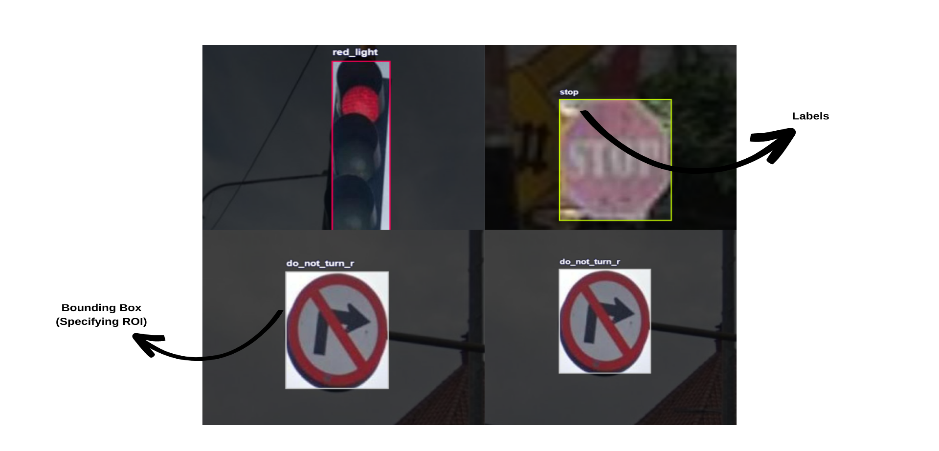 red_light
stop
STOP
Labels
do_not_turn_r
do_not_turn_r
Bounding Box
(Specifying ROI)